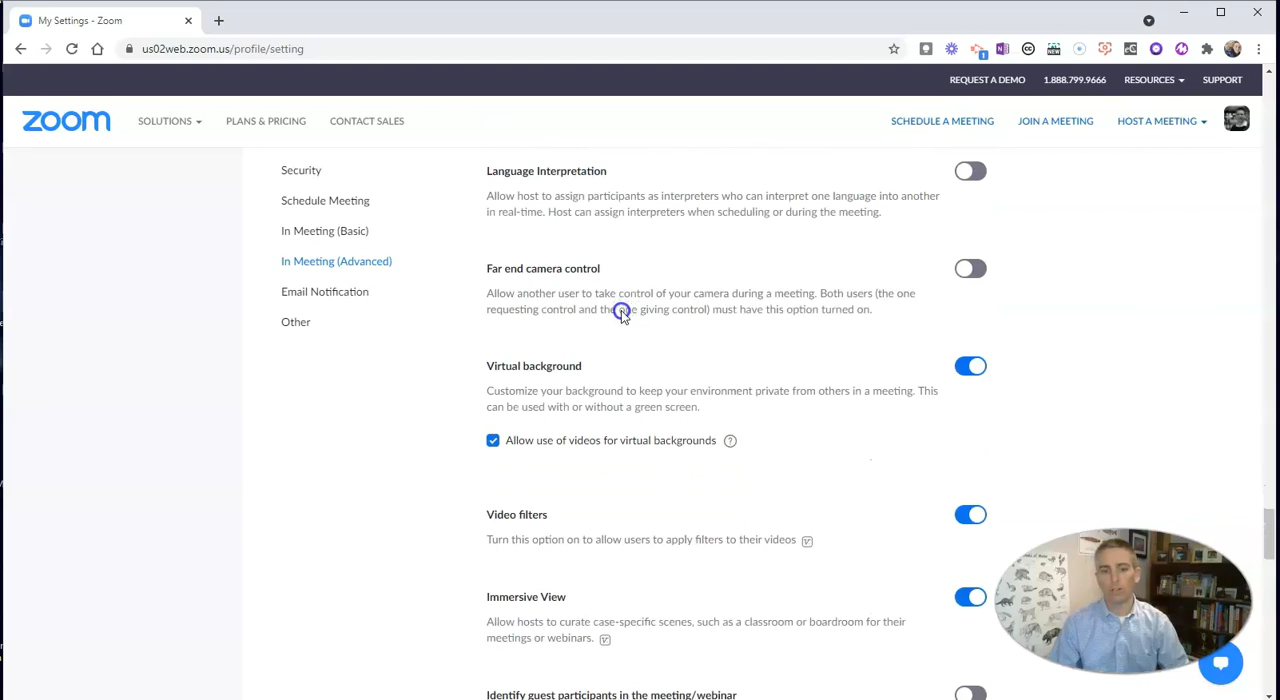 My Settings - Zoom
us02web.zoom.us/profile/setting
1
NEW
REQUEST A DEMO 1.888.799.9666 RESOURCES SUPPORT
zoom SOLUTIONS PLANS & PRICING CONTACT SALES SCHEDULE A MEETING JOIN A MEETING HOST A MEETING
Security
Schedule Meeting
In Meeting (Basic)
In Meeting (Advanced)
Email Notification
Other
Language Interpretation
Allow host to assign participants as interpreters who can interpret one language into another
in real-time. Host can assign interpreters when scheduling or during the meeting.
Far end camera control
Allow another user to take control of your camera during a meeting. Both users (the one
requesting control and the one giving control) must have this option turned on.
Virtual background
Customize your background to keep your environment private from others in a meeting. This
can be used with or without a green screen.
Allow use of videos for virtual backgrounds ?
Video filters
Turn this option on to allow users to apply filters to their videos
Immersive View
Allow hosts to curate case-specific scenes, such as a classroom or boardroom for their
meetings or webinars.
Identify guest participants in the meeting/webinar